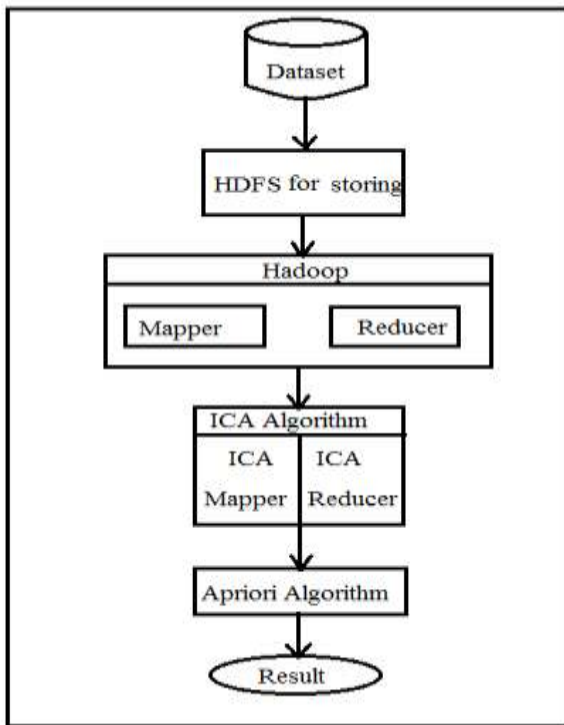 Dataset
HDFS for storing
Hadoop
Mapper
Reducer
ICA Algorithm
ICA
Mapper
ICA
Reducer
Apriori Algorithm
Result